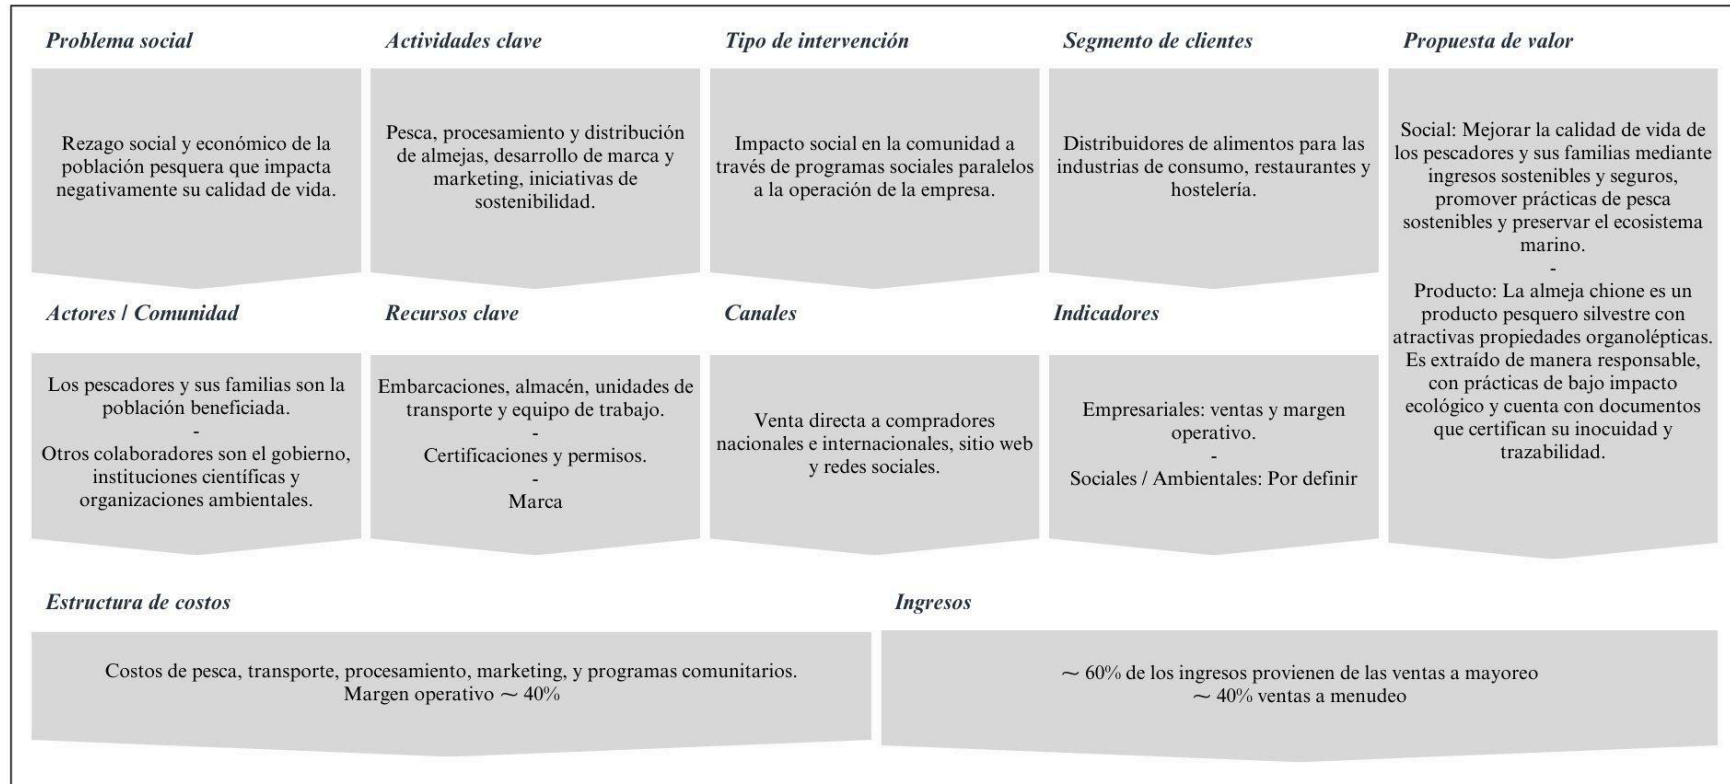 Problema social
Rezago social y económico de la
población pesquera que impacta
negativamente su calidad de vida.
Actividades clave
Pesca, procesamiento y distribución
de almejas, desarrollo de marca y
marketing, iniciativas de
sostenibilidad.
Tipo de intervención
Impacto social en la comunidad a
través de programas sociales paralelos
a la operación de la empresa.
Segmento de clientes
Distribuidores de alimentos para las
industrias de consumo, restaurantes y
hostelería.
Propuesta de valor
Social: Mejorar la calidad de vida de
los pescadores y sus familias mediante
ingresos sostenibles y seguros,
promover prácticas de pesca
sostenibles y preservar el ecosistema
marino.
-
Producto: La almeja chione es un
producto pesquero silvestre con
atractivas propiedades organolépticas.
Es extraído de manera responsable,
con prácticas de bajo impacto
ecológico y cuenta con documentos
que certifican su inocuidad y
trazabilidad.
Actores / Comunidad
Los pescadores y sus familias son la
población beneficiada.
-
Otros colaboradores son el gobierno,
instituciones científicas y
organizaciones ambientales.
Recursos clave
Embarcaciones, almacén, unidades de
transporte y equipo de trabajo.
-
Certificaciones y permisos.
-
Marca
Canales
Venta directa a compradores
nacionales e internacionales, sitio web
y redes sociales.
Indicadores
Empresariales: ventas y margen
operativo.
-
Sociales / Ambientales: Por definir
Estructura de costos
Costos de pesca, transporte, procesamiento, marketing, y programas comunitarios.
Margen operativo ~ 40%
Ingresos
~ 60% de los ingresos provienen de las ventas a mayoreo
~ 40% ventas a menudeo